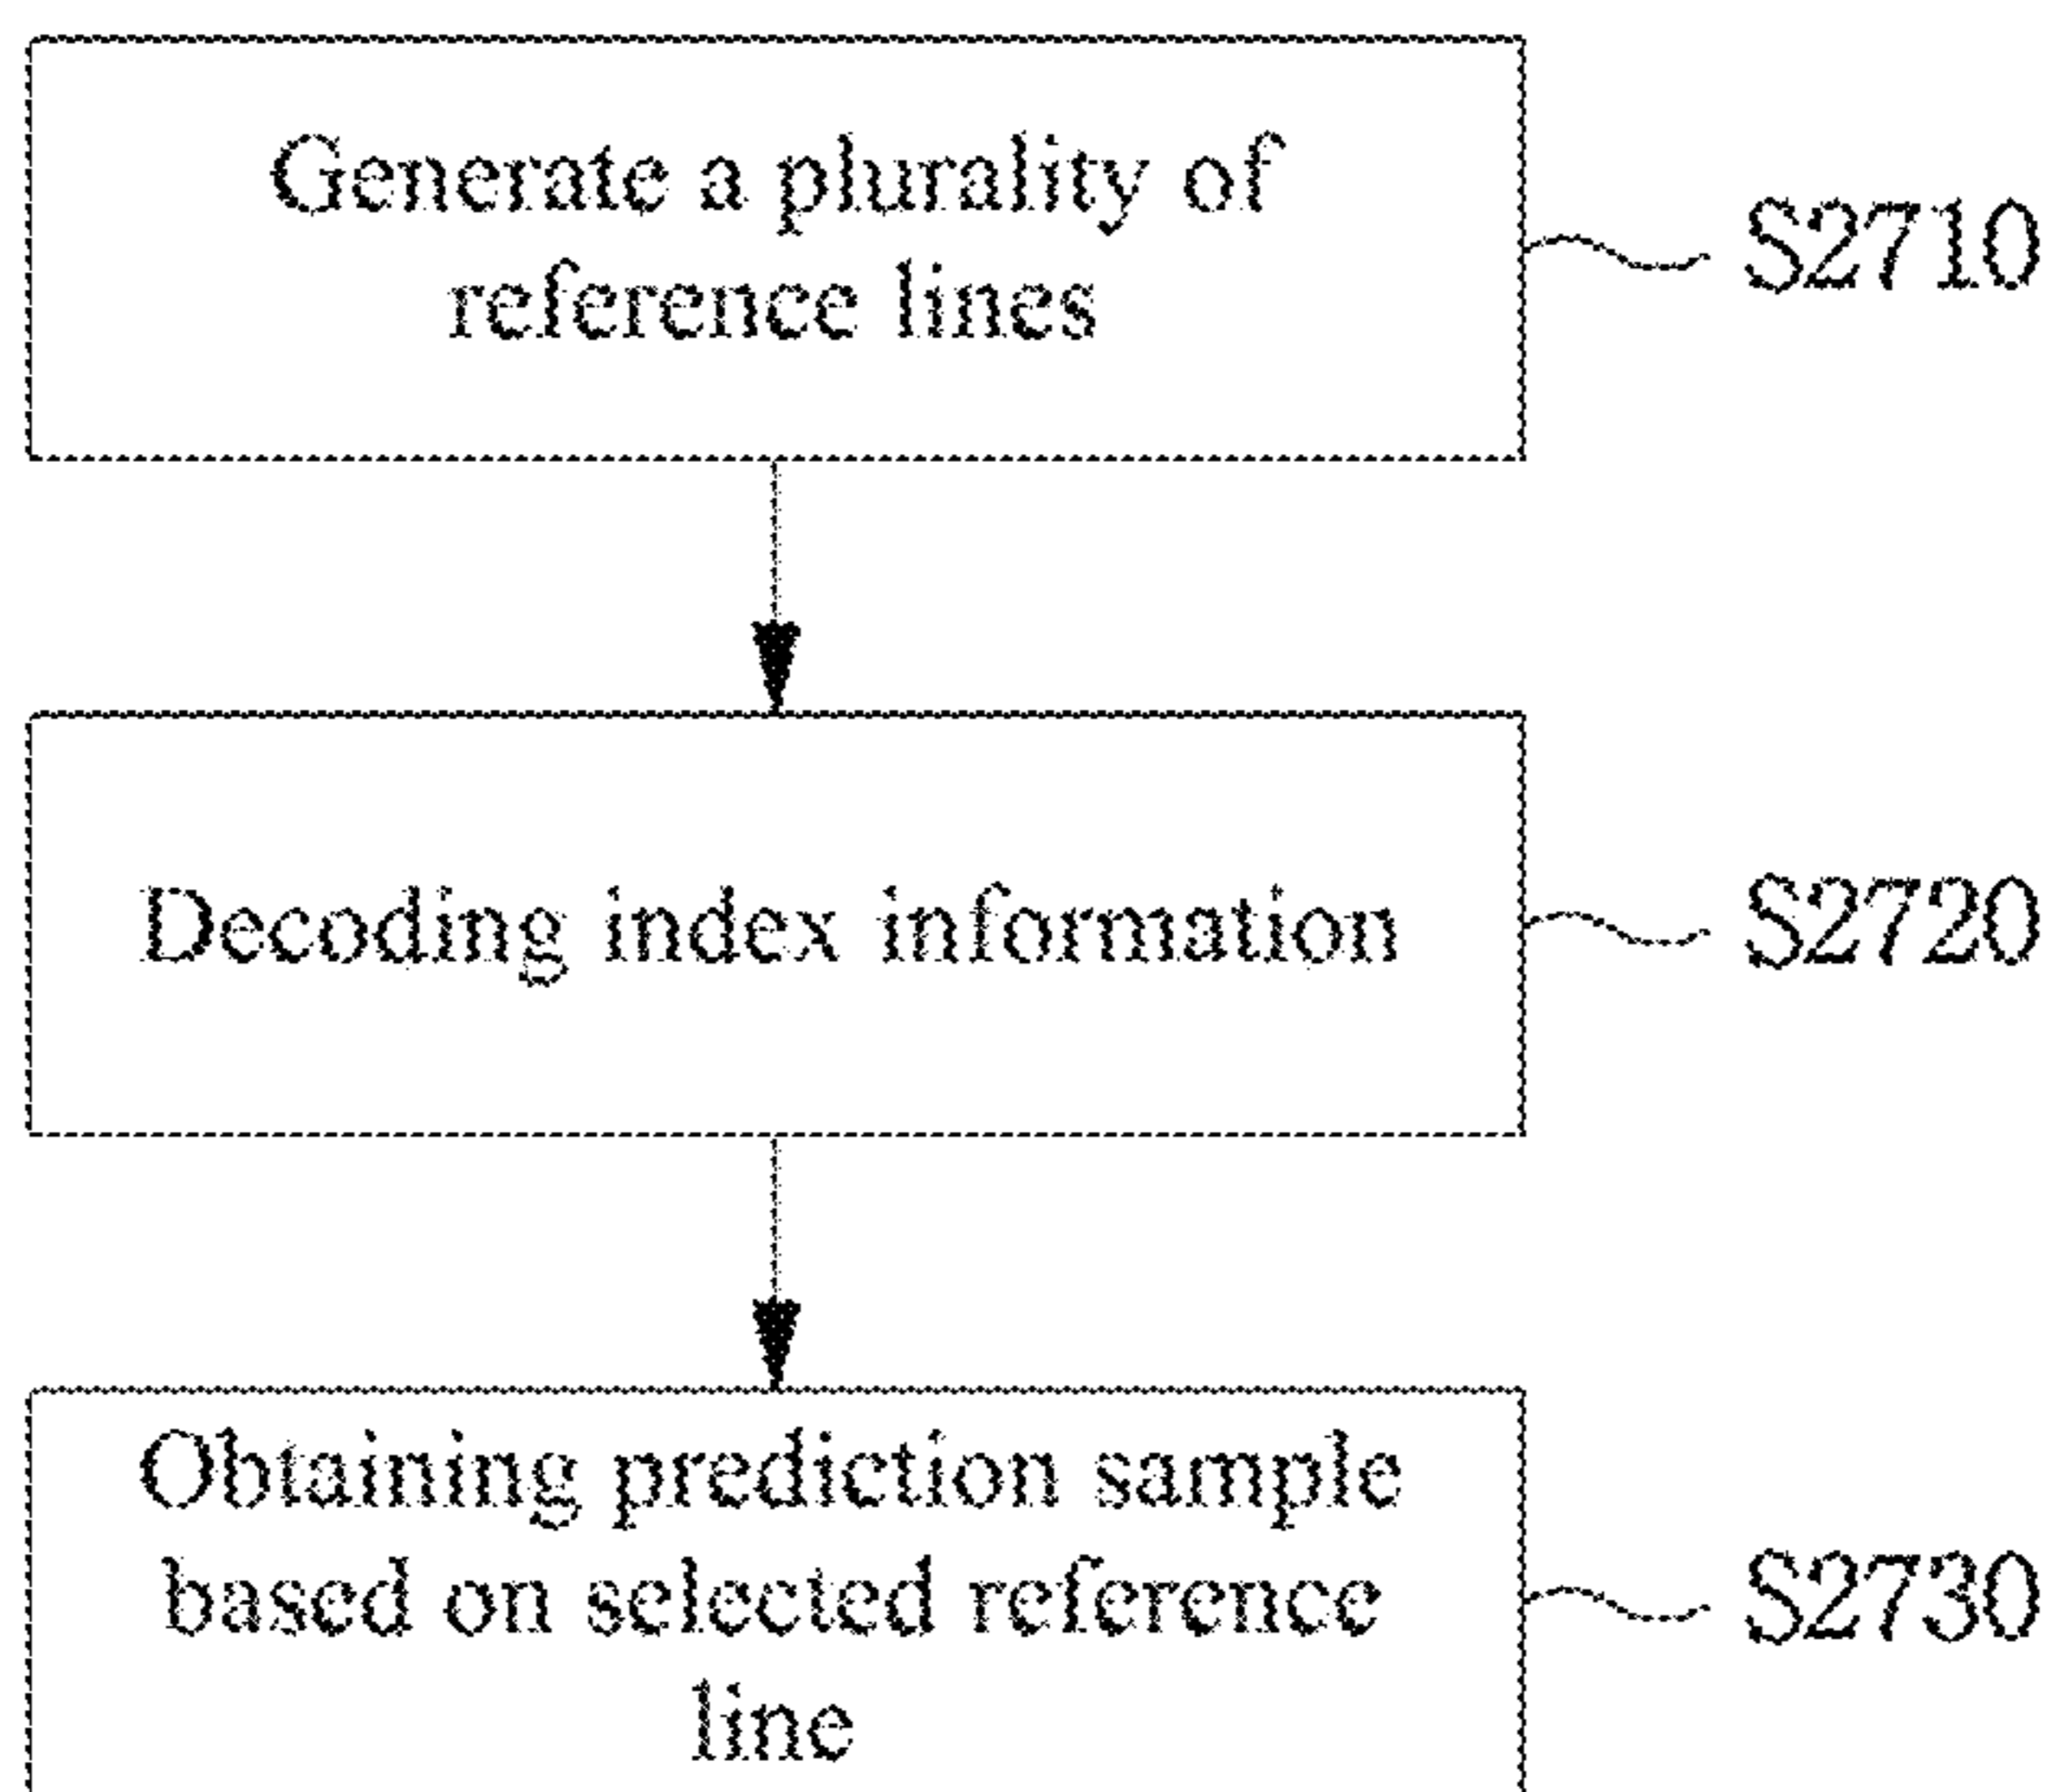 Generate a plurality of
reference lines
S2710
Decoding index information
S2720
Obtaining prediction sample
based on selected reference
line
S2730